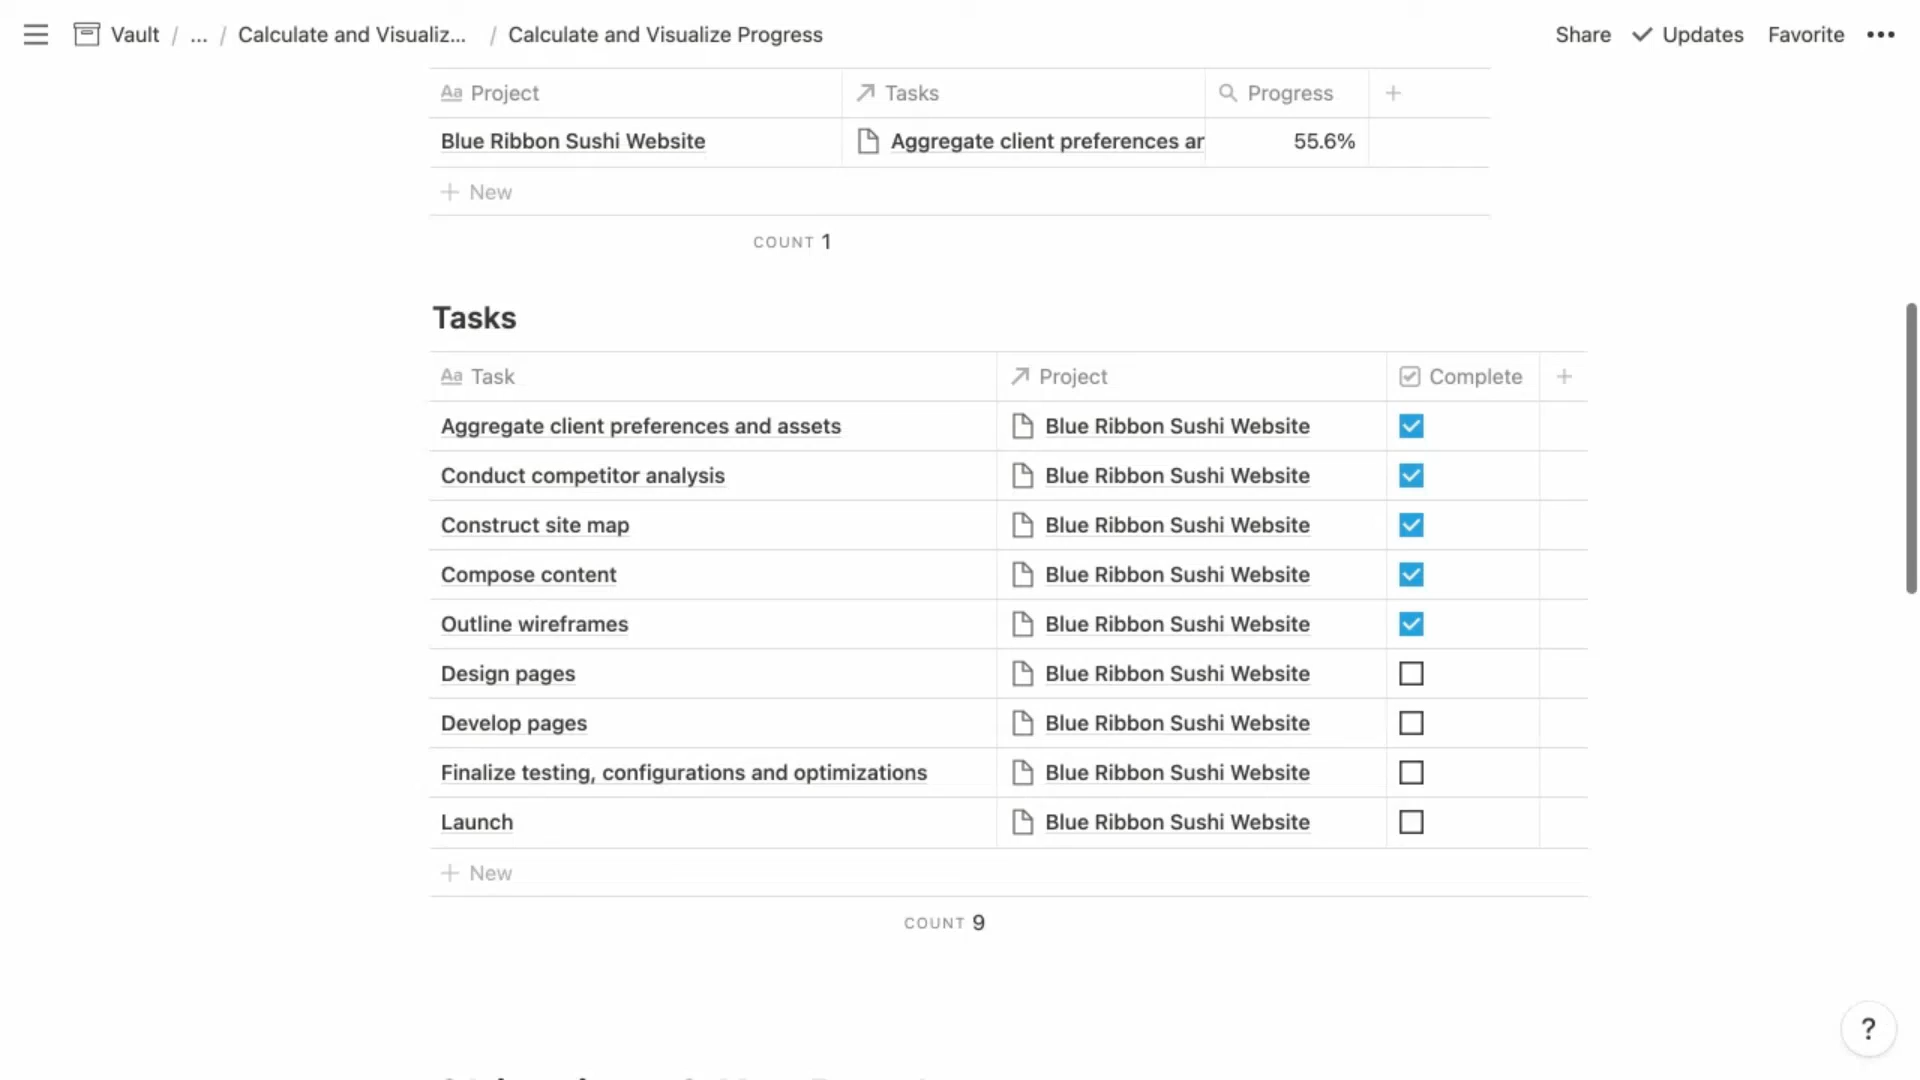 Vault / ... / Calculate and Visualiz... / Calculate and Visualize Progress Share Updates Favorite
Aa Project Tasks Progress
Blue Ribbon Sushi Website Aggregate client preferences ar 55.6%
New
COUNT 1
Tasks
Aa Task Project Complete
Aggregate client preferences and assets Blue Ribbon Sushi Website
Conduct competitor analysis Blue Ribbon Sushi Website
Construct site map Blue Ribbon Sushi Website
Compose content Blue Ribbon Sushi Website
Outline wireframes Blue Ribbon Sushi Website
Design pages Blue Ribbon Sushi Website
Develop pages Blue Ribbon Sushi Website
Finalize testing, configurations and optimizations Blue Ribbon Sushi Website
Launch Blue Ribbon Sushi Website
New
COUNT 9
?